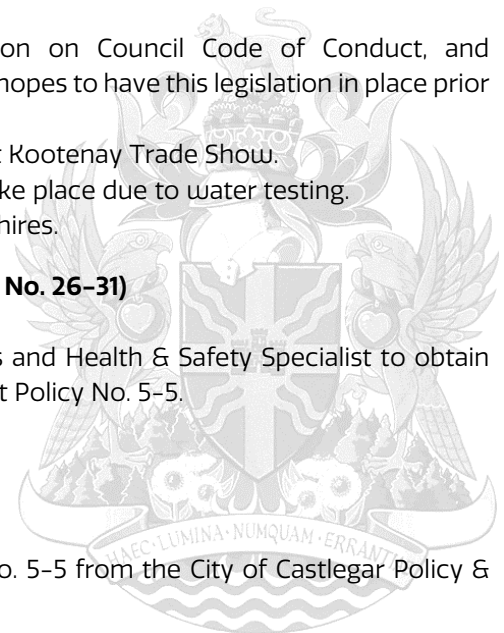 on on Council Code of Conduct, and
hopes to have this legislation in place prior
t Kootenay Trade Show.
ke place due to water testing.
hires.
No. 26-31)
s and Health & Safety Specialist to obtain
t Policy No. 5-5.
HAEC · LUMINA · NUMQUAM · ERRANTIA
o. 5-5 from the City of Castlegar Policy &